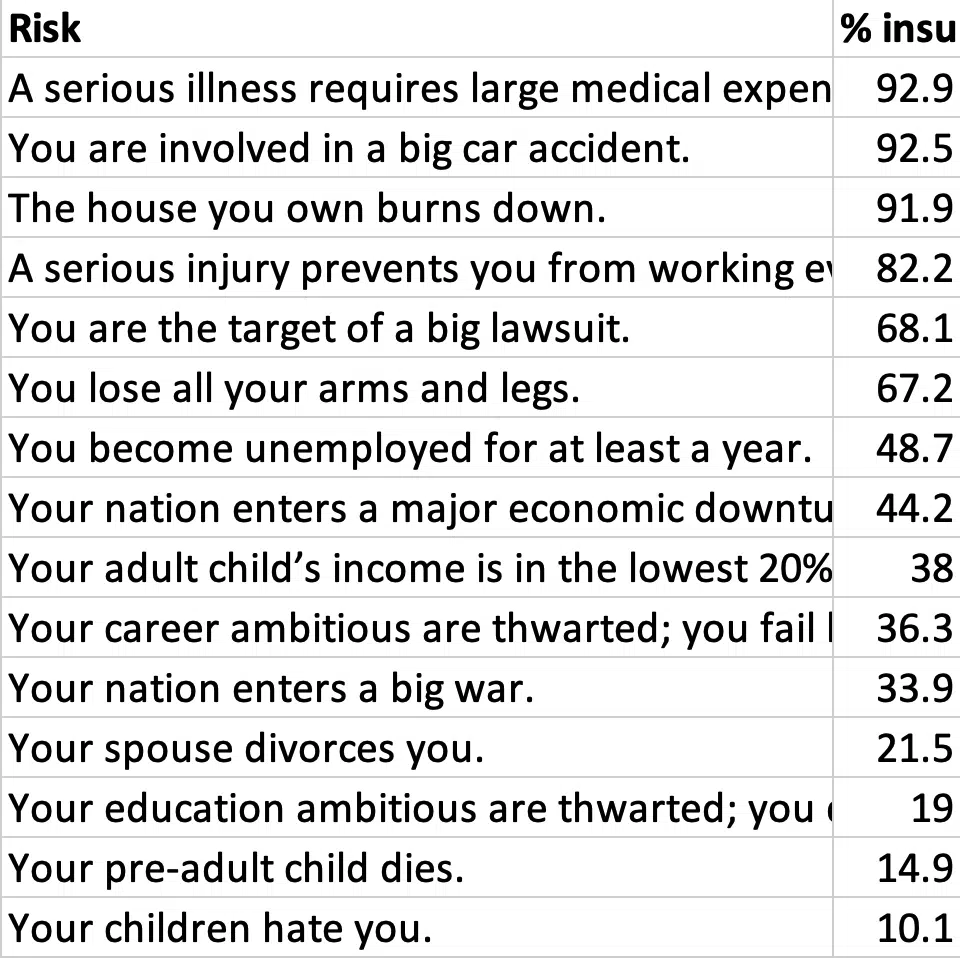 Risk % insu
A serious illness requires large medical expen 92.9
You are involved in a big car accident. 92.5
The house you own burns down. 91.9
A serious injury prevents you from working 82.2
You are the target of a big lawsuit. 68.1
You lose all your arms and legs. 67.2
You become unemployed for at least a year. 48.7
Your nation enters a major economic downtu 44.2
Your adult child’s income is in the lowest 20% 38
Your career ambitious are thwarted; you fail 36.3
Your nation enters a big war. 33.9
Your spouse divorces you. 21.5
Your education ambitious are thwarted; you 19
Your pre-adult child dies. 14.9
Your children hate you. 10.1